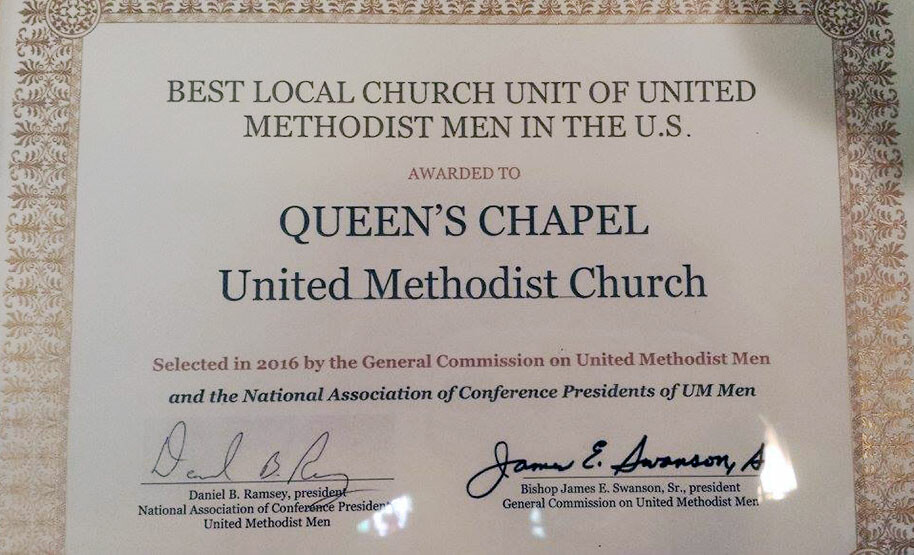 BEST LOCAL CHURCH UNIT OF UNITED
METHODIST MEN IN THE U.S.
AWARDED TO
QUEEN'S CHAPEL
United Methodist Church
Selected in 2016 by the General Commission on United Methodist Men
and the National Association of Conference Presidents of UM Men
James E. Swanson, S
Daniel B. Ramsey, president
National Association of Conference President
United Methodist Men
Bishop James E. Swanson, Sr., president
General Commission on United Methodist Men